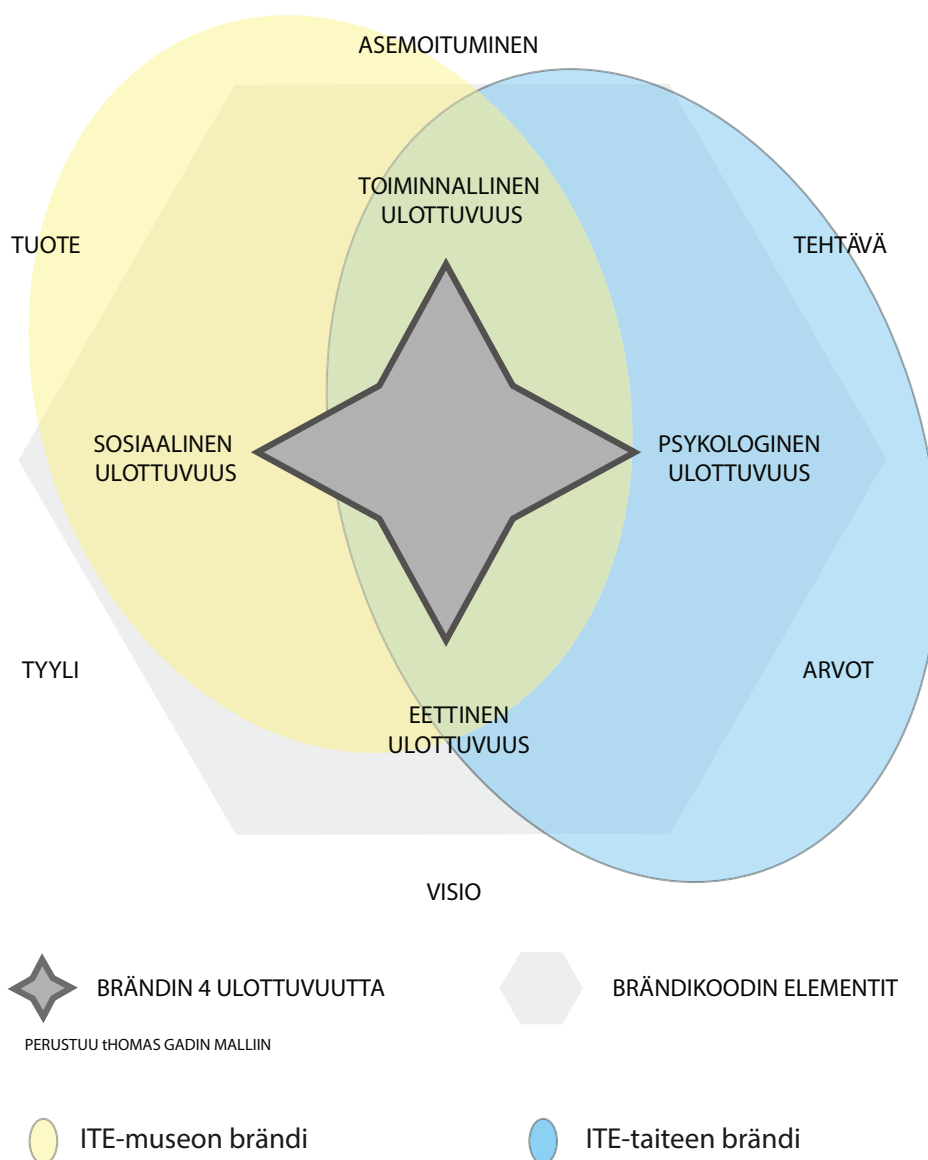 ASEMOITUMINEN
TOIMINNALLINEN
ULOTTUVUUS
TUOTE
TEHTÄVÄ
SOSIAALINEN
ULOTTUVUUS
PSYKOLOGINEN
ULOTTUVUUS
TYYLI
ARVOT
EETTINEN
ULOTTUVUUS
VISIO
BRÄNDIN 4 ULOTTUVUUTTA
BRÄNDIKOODIN ELEMENTIT
PERUSTUU tHOMAS GADIN MALLIIN
ITE-museon brändi
ITE-taiteen brändi